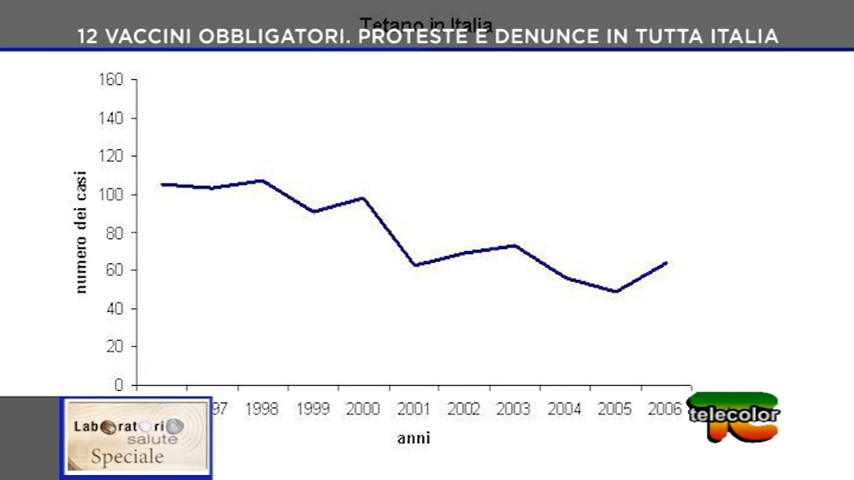 Tetano in Italia
12 VACCINI OBBLIGATORI. PROTESTE E DENUNCE IN TUTTA ITALIA
160
140
120
100
80
60
40
20
0
numero dei casi
97 1998 1999 2000 2001 2002 2003 2004 2005 2006
anni
Laboratorio
salute
Speciale
telecolor